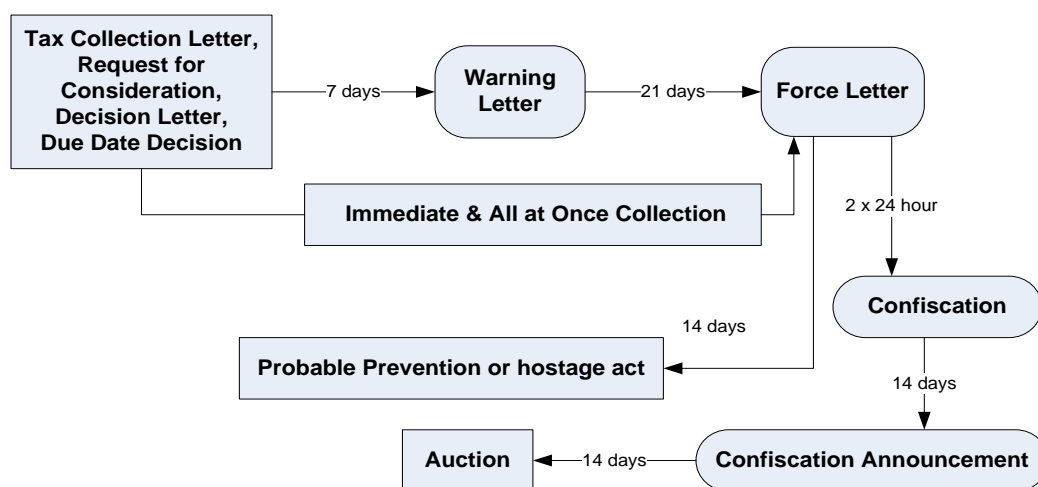 Tax Collection Letter,
Request for
Consideration,
Decision Letter,
Due Date Decision
7 days
Warning
Letter
21 days
Force Letter
Immediate & All at Once Collection
2 x 24 hour
Confiscation
14 days
Probable Prevention or hostage act
14 days
Auction
14 days
Confiscation Announcement